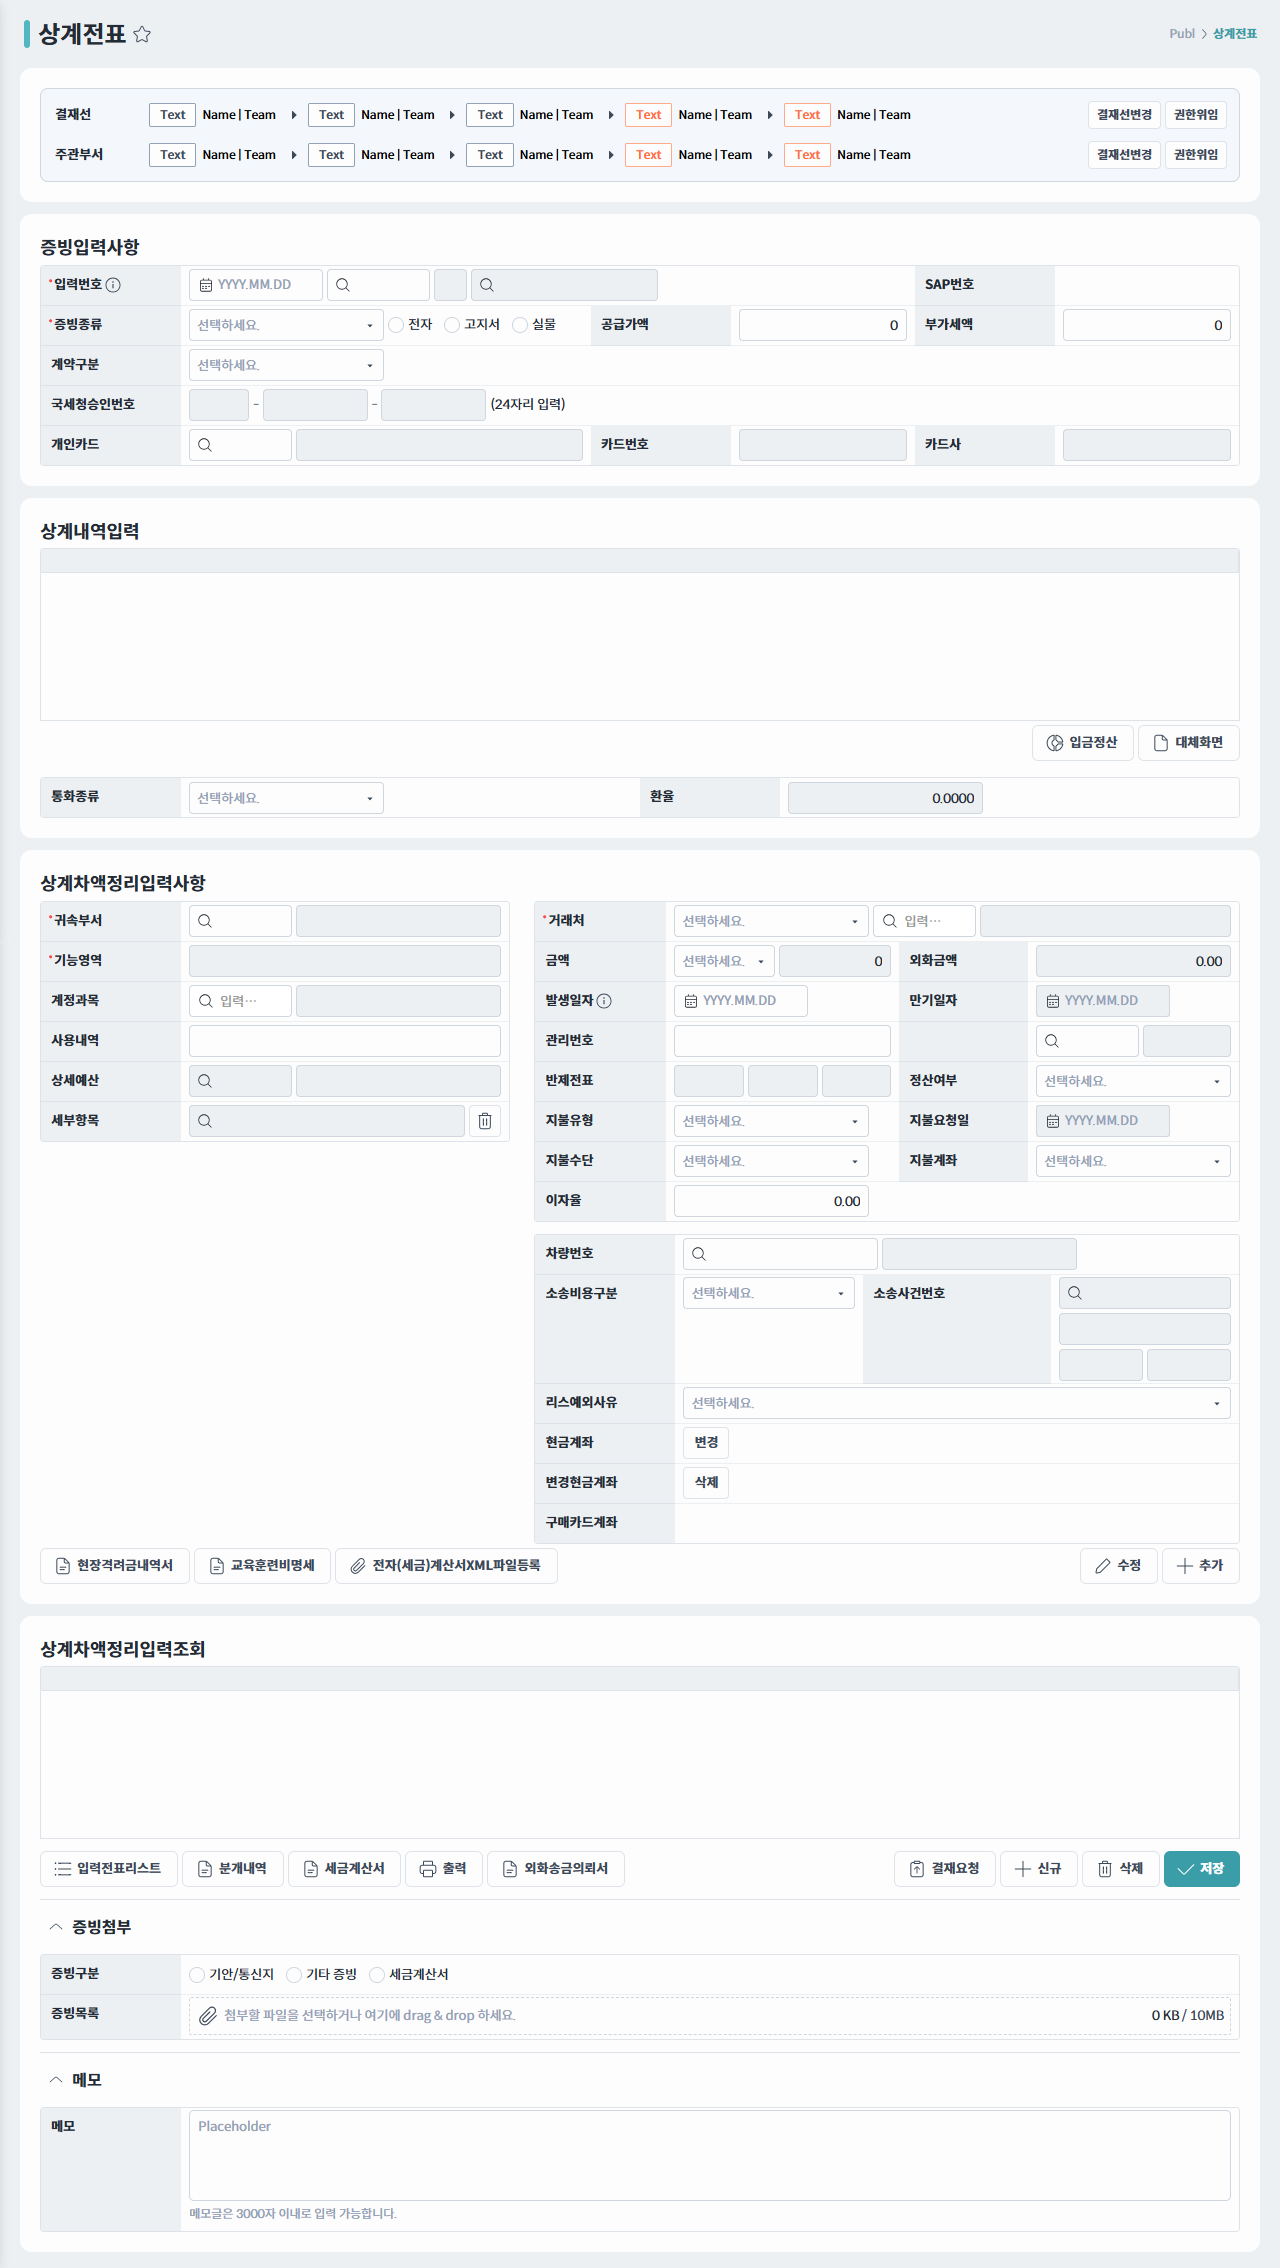 상계전표
Publ > 상계전표
결재선 Text Name | Team Text Name | Team Text Name | Team Text Name | Team Text Name | Team 결재선변경 권한위임
주관부서 Text Name | Team Text Name | Team Text Name | Team Text Name | Team Text Name | Team 결재선변경 권한위임
증빙입력사항
*입력번호 YYYY.MM.DD SAP번호
*증빙종류 선택하세요. 전자 고지서 실물 공급가액 0 부가세액 0
계약구분 선택하세요.
국세청승인번호 - - (24자리 입력)
개인카드 카드번호 카드사
상계내역입력
입금정산 대체화면
통화종류 선택하세요. 환율 0.0000
상계차액정리입력사항
*귀속부서
*기능영역
계정과목 입력···
사용내역
상세예산
세부항목
*거래처 선택하세요. 입력···
금액 선택하세요. 0 외화금액 0.00
발생일자 YYYY.MM.DD 만기일자 YYYY.MM.DD
관리번호
반제전표 정산여부 선택하세요.
지불유형 선택하세요. 지불요청일 YYYY.MM.DD
지불수단 선택하세요. 지불계좌 선택하세요.
이자율 0.00
차량번호
소송비용구분 선택하세요. 소송사건번호
리스예외사유 선택하세요.
현금계좌 변경
변경현금계좌 삭제
구매카드계좌
현장격려금내역서 교육훈련비명세 전자(세금)계산서XML파일등록 수정 추가
상계차액정리입력조회
입력전표리스트 분개내역 세금계산서 출력 외화송금의뢰서 결재요청 신규 삭제 저장
증빙첨부
증빙구분 기안/통신지 기타 증빙 세금계산서
증빙목록 첨부할 파일을 선택하거나 여기에 drag & drop 하세요. 0 KB / 10MB
메모
메모 Placeholder
메모글은 3000자 이내로 입력 가능합니다.